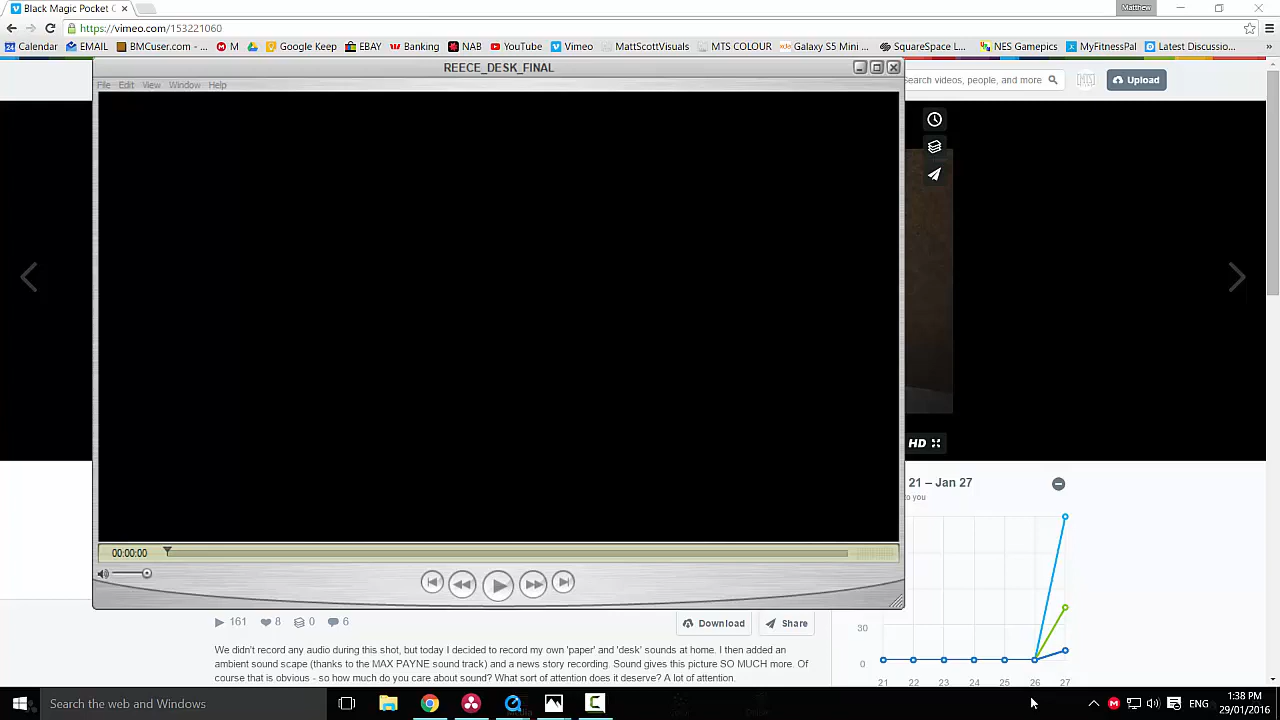 Black Magic Pocket C
Matthew
https://vimeo.com/153221060
24 Calendar
EMAIL
BMCuser.com - ...
M
G
Google Keep
EBAY
Banking
NAB
YouTube
Vimeo
MattScottVisuals
MTS COLOUR
Galaxy S5 Mini ...
SquareSpace L...
NES Gamepics
MyFitnessPal
Latest Discussio...
»
REECE_DESK_FINAL
File Edit View Window Help
Search videos, people, and more
Upload
HD
21 – Jan 27
to you
00:00:00
161 8 0 6
Download
Share
30
0
21 22 23 24 25 26 27
We didn't record any audio during this shot, but today I decided to record my own 'paper' and 'desk' sounds at home. I then added an
ambient sound scape (thanks to the MAX PAYNE sound track) and a news story recording. Sound gives this picture SO MUCH more. Of
course that is obvious - so how much do you care about sound? What sort of attention does it deserve? A lot of attention.
Search the web and Windows
ENG
1:38 PM
29/01/2016